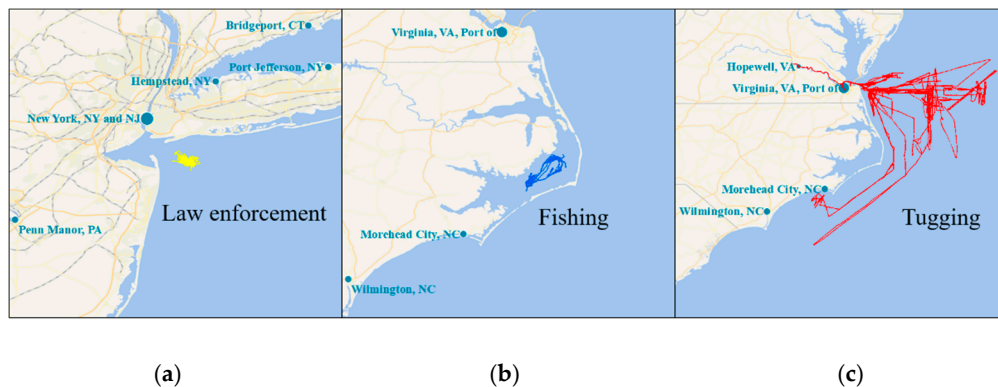 Bridgeport, CT
Port Jefferson, NY
Hempstead, NY
New York, NY and NJ
Law enforcement
Penn Manor, PA
Virginia, VA, Port of
Fishing
Morehead City, NC
Wilmington, NC
Hopewell, VA
Virginia, VA, Port of
Morehead City, NC
Wilmington, NC
Tugging
(a)
(b)
(c)